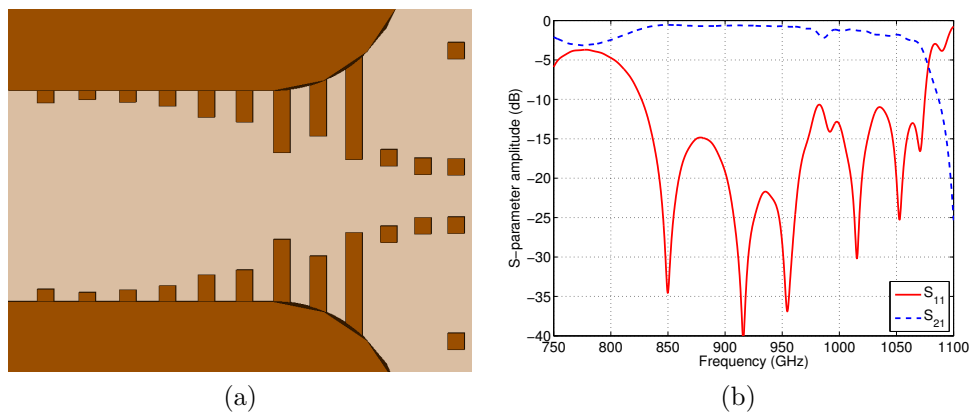 0
−5
−10
−15
−20
−25
−30
−35
−40
S−parameter amplitude (dB)
750 800 850 900 950 1000 1050 1100
Frequency (GHz)
S11
S21
(a)
(b)